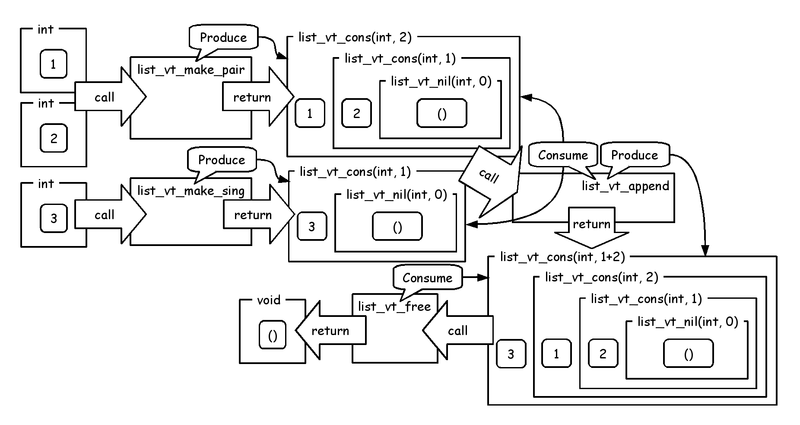 int
1
call
int
2
Produce
list_vt_make_pair
return
list_vt_cons(int, 2)
list_vt_cons(int, 1)
list_vt_nil(int, 0)
1
2
()
int
3
call
Produce
list_vt_make_sing
return
list_vt_cons(int, 1)
list_vt_nil(int, 0)
3
()
call
Consume
Produce
list_vt_append
return
list_vt_cons(int, 1+2)
list_vt_cons(int, 2)
list_vt_cons(int, 1)
list_vt_nil(int, 0)
3
1
2
()
Consume
list_vt_free
call
return
void
()